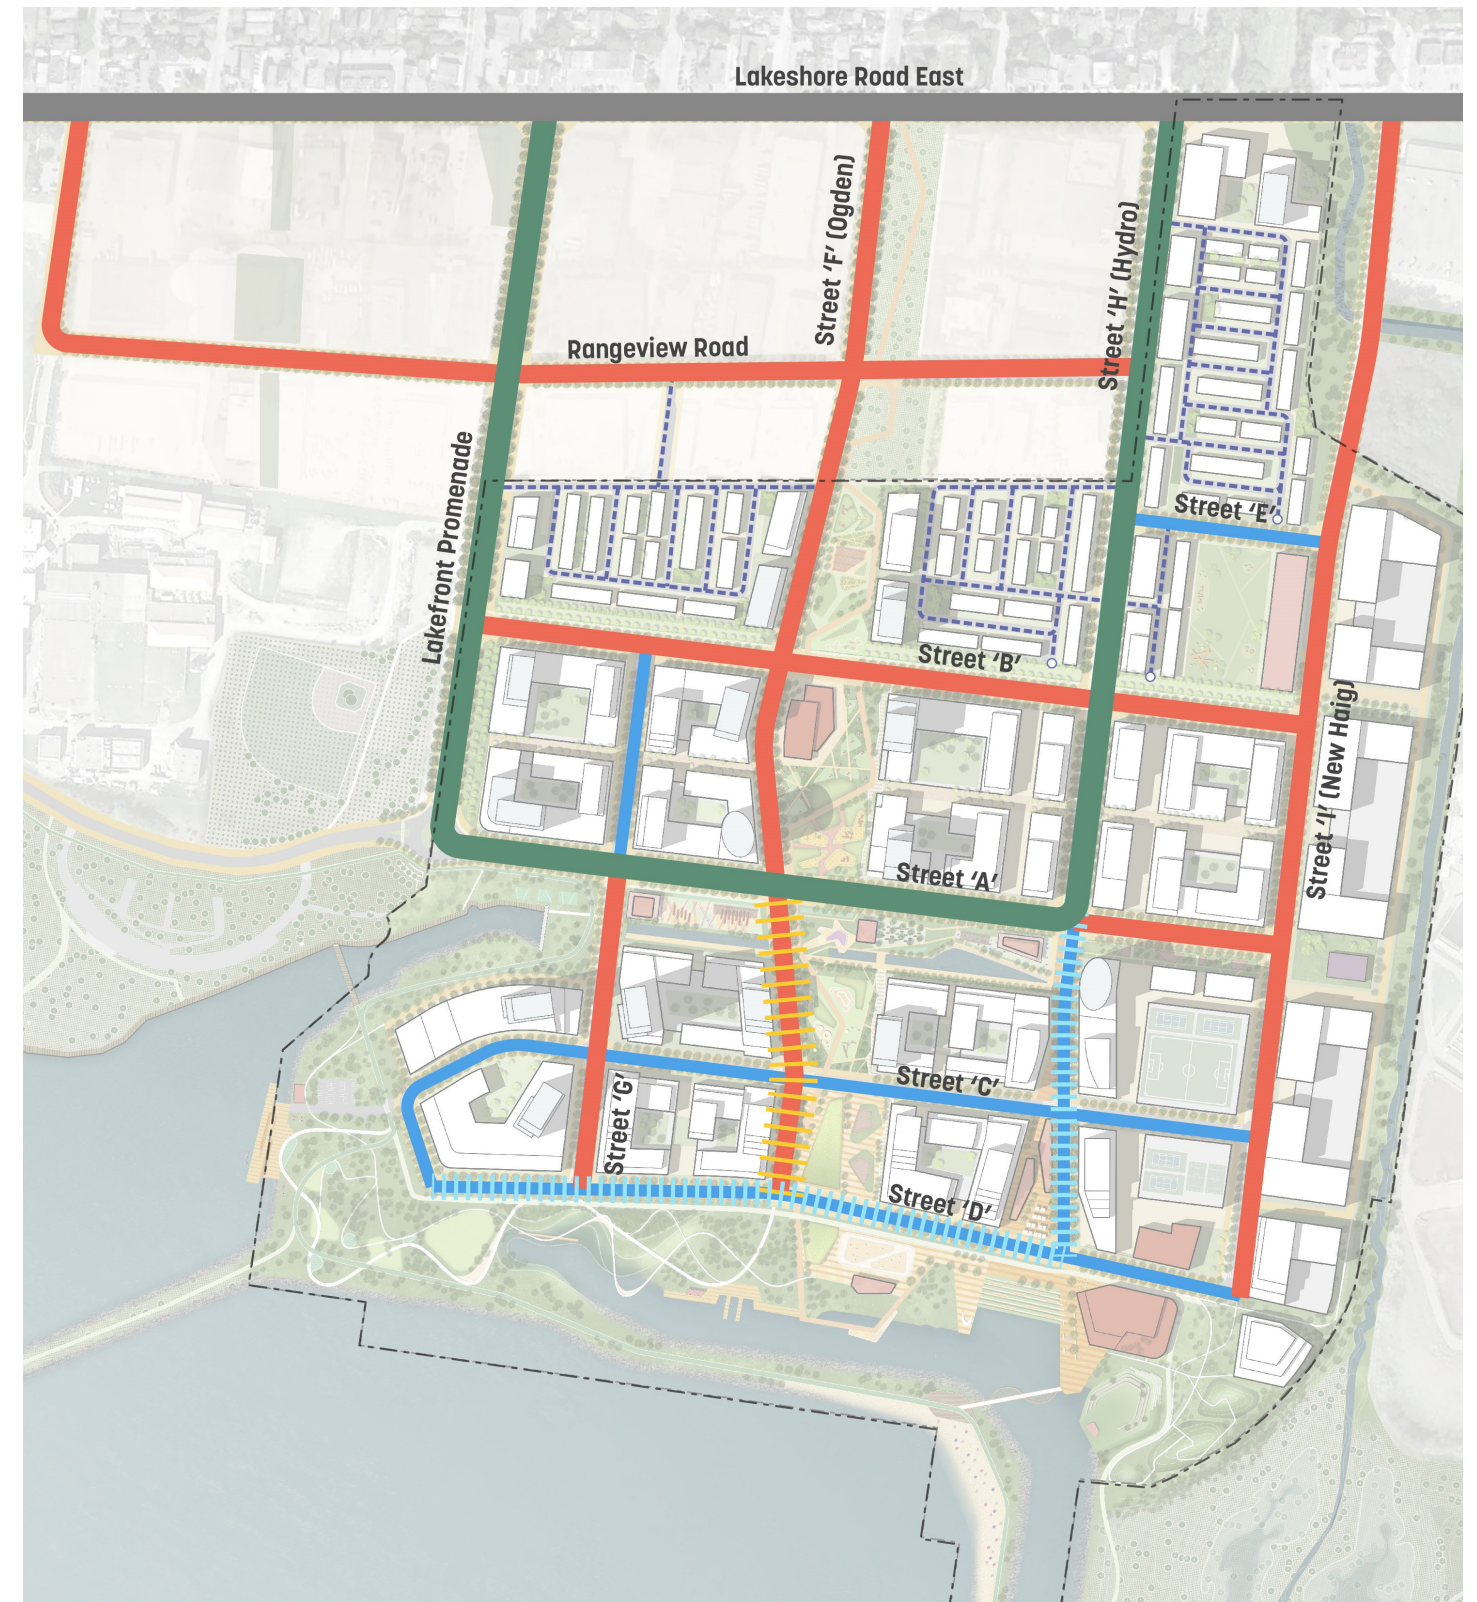 Lakeshore Road East
Street ‘F’ (Ogden)
Street ‘H’ (Hydro)
Rangeview Road
Lakefront Promenade
Street ‘E’
Street ‘B’
Street ‘I’ (New Haig)
Street ‘A’
Street ‘C’
Street ‘G’
Street ‘D’